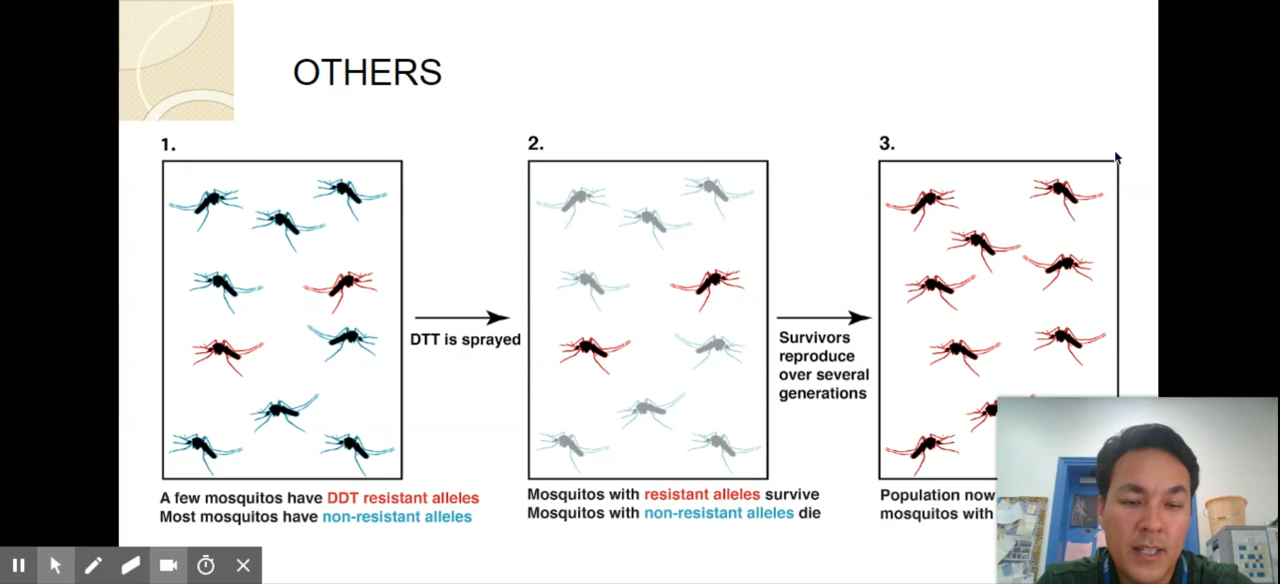 OTHERS
1.
2.
3.
DTT is sprayed
Survivors
reproduce
over several
generations
A few mosquitos have DDT resistant alleles
Most mosquitos have non-resistant alleles
Mosquitos with resistant alleles survive
Mosquitos with non-resistant alleles die
Population now
mosquitos with